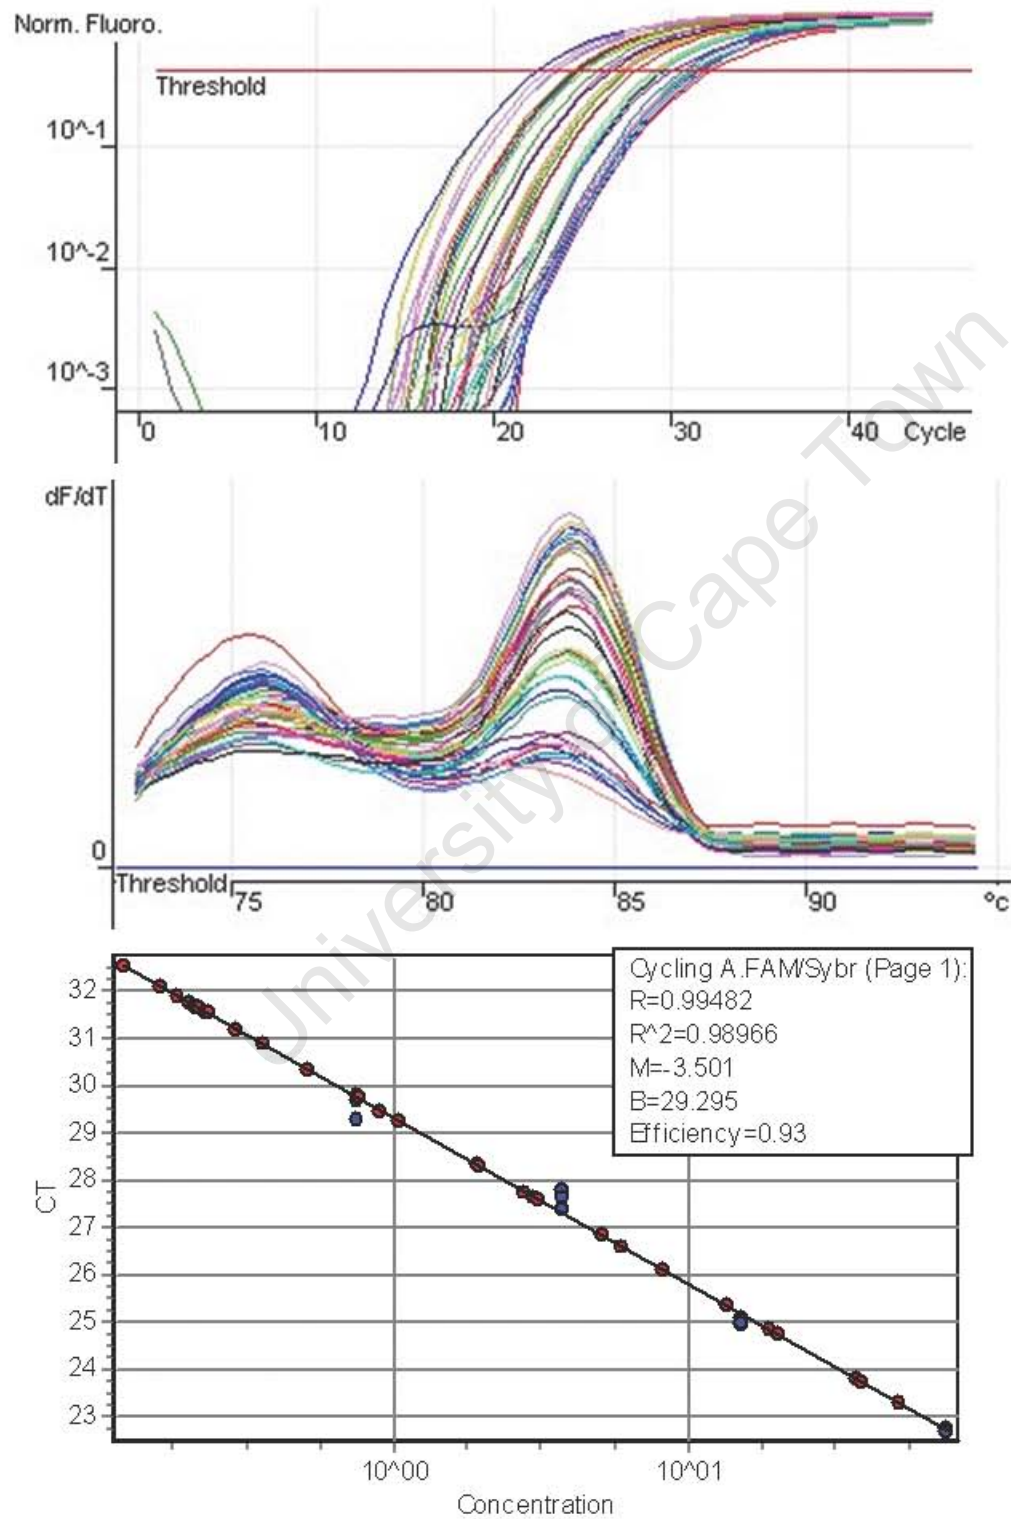 Norm. Fluoro.
Threshold
10^-1
10^-2
10^-3
0 10 20 30 40 Cycle
dF/dT
0
Threshold
75 80 85 90 °c
Cycling A.FAM/Sybr (Page 1):
R=0.99482
R^2=0.98966
M=-3.501
B=29.295
Efficiency=0.93
32
31
30
29
28
27
26
25
24
23
CT
10^00 10^01
Concentration
University of Cape Town